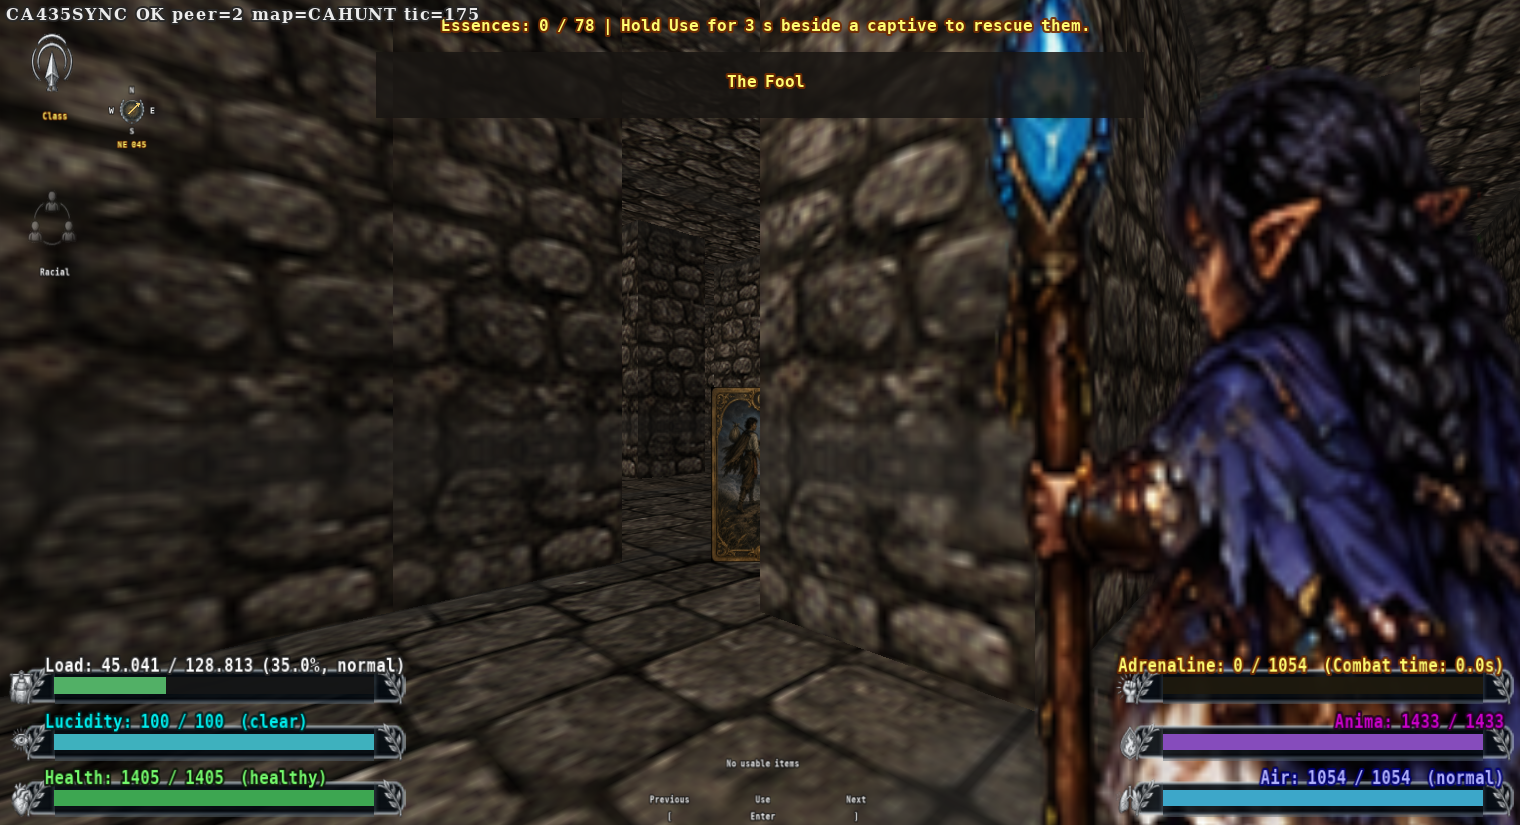 CA435SYNC OK peer=2 map=CAHUNT tic=175
Essences: 0 / 78 | Hold Use for 3 s beside a captive to rescue them.
The Fool
Class
N
W E
S
NE 045
Racial
Load: 45.041 / 128.813 (35.0%, normal)
Lucidity: 100 / 100 (clear)
Health: 1405 / 1405 (healthy)
Adrenaline: 0 / 1054 (Combat time: 0.0s)
Anima: 1433 / 1433
Air: 1054 / 1054 (normal)
No usable items
Previous Use Next
[ Enter ]